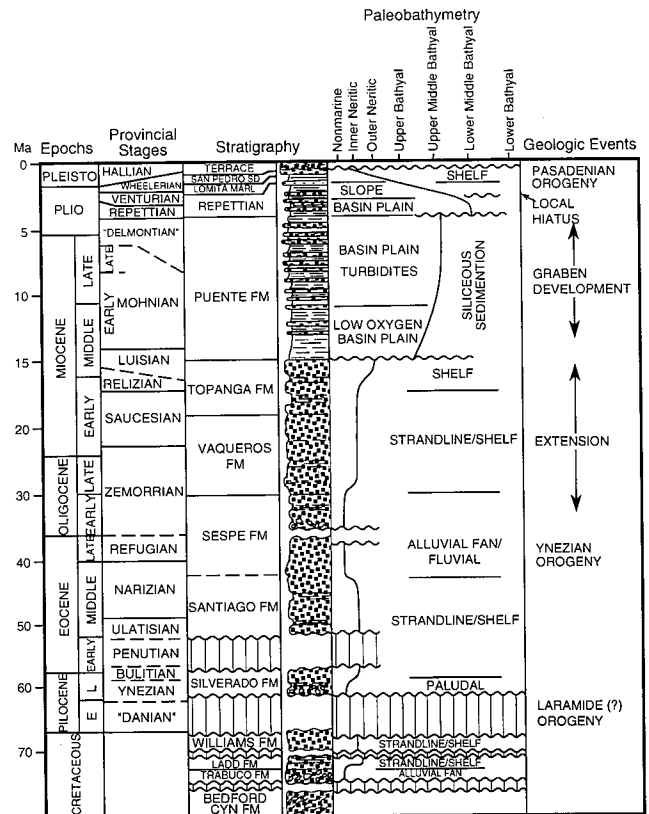 Paleobathymetry
Nonmarine
Inner Neritic
Outer Neritic
Upper Bathyal
Upper Middle Bathyal
Lower Middle Bathyal
Lower Bathyal
Ma
Epochs
Provincial
Stages
Stratigraphy
Geologic Events
0
5
10
15
20
30
40
50
60
70
PLEISTO
PLIO
MIOCENE
LATE
MIDDLE
EARLY
OLIGOCENE
LATE
EARLY
EOCENE
LATE
MIDDLE
EARLY
PILOCENE
L
E
CRETACEOUS
HALLIAN
WHEELERIAN
VENTURIAN
REPETTIAN
"DELMONTIAN"
LATE
EARLY
MOHNIAN
LUISIAN
RELIZIAN
SAUCESIAN
ZEMORRIAN
REFUGIAN
NARIZIAN
ULATISIAN
PENUTIAN
BULITIAN
YNEZIAN
"DANIAN"
TERRACE
SAN PEDRO SD
LOMITA MARL
REPETTIAN
PUENTE FM
TOPANGA FM
VAQUEROS
FM
SESPE FM
SANTIAGO FM
SILVERADO FM
WILLIAMS FM
LADD FM
TRABUCO FM
BEDFORD
CYN FM
SHELF
SLOPE
BASIN PLAIN
BASIN PLAIN
TURBIDITES
LOW OXYGEN
BASIN PLAIN
SILICEOUS
SEDIMENTION
SHELF
STRANDLINE/SHELF
ALLUVIAL FAN/
FLUVIAL
STRANDLINE/SHELF
PALUDAL
STRANDLINE/SHELF
STRANDLINE/SHELF
ALLUVIAL FAN
PASADENIAN
OROGENY
LOCAL
HIATUS
GRABEN
DEVELOPMENT
EXTENSION
YNEZIAN
OROGENY
LARAMIDE (?)
OROGENY